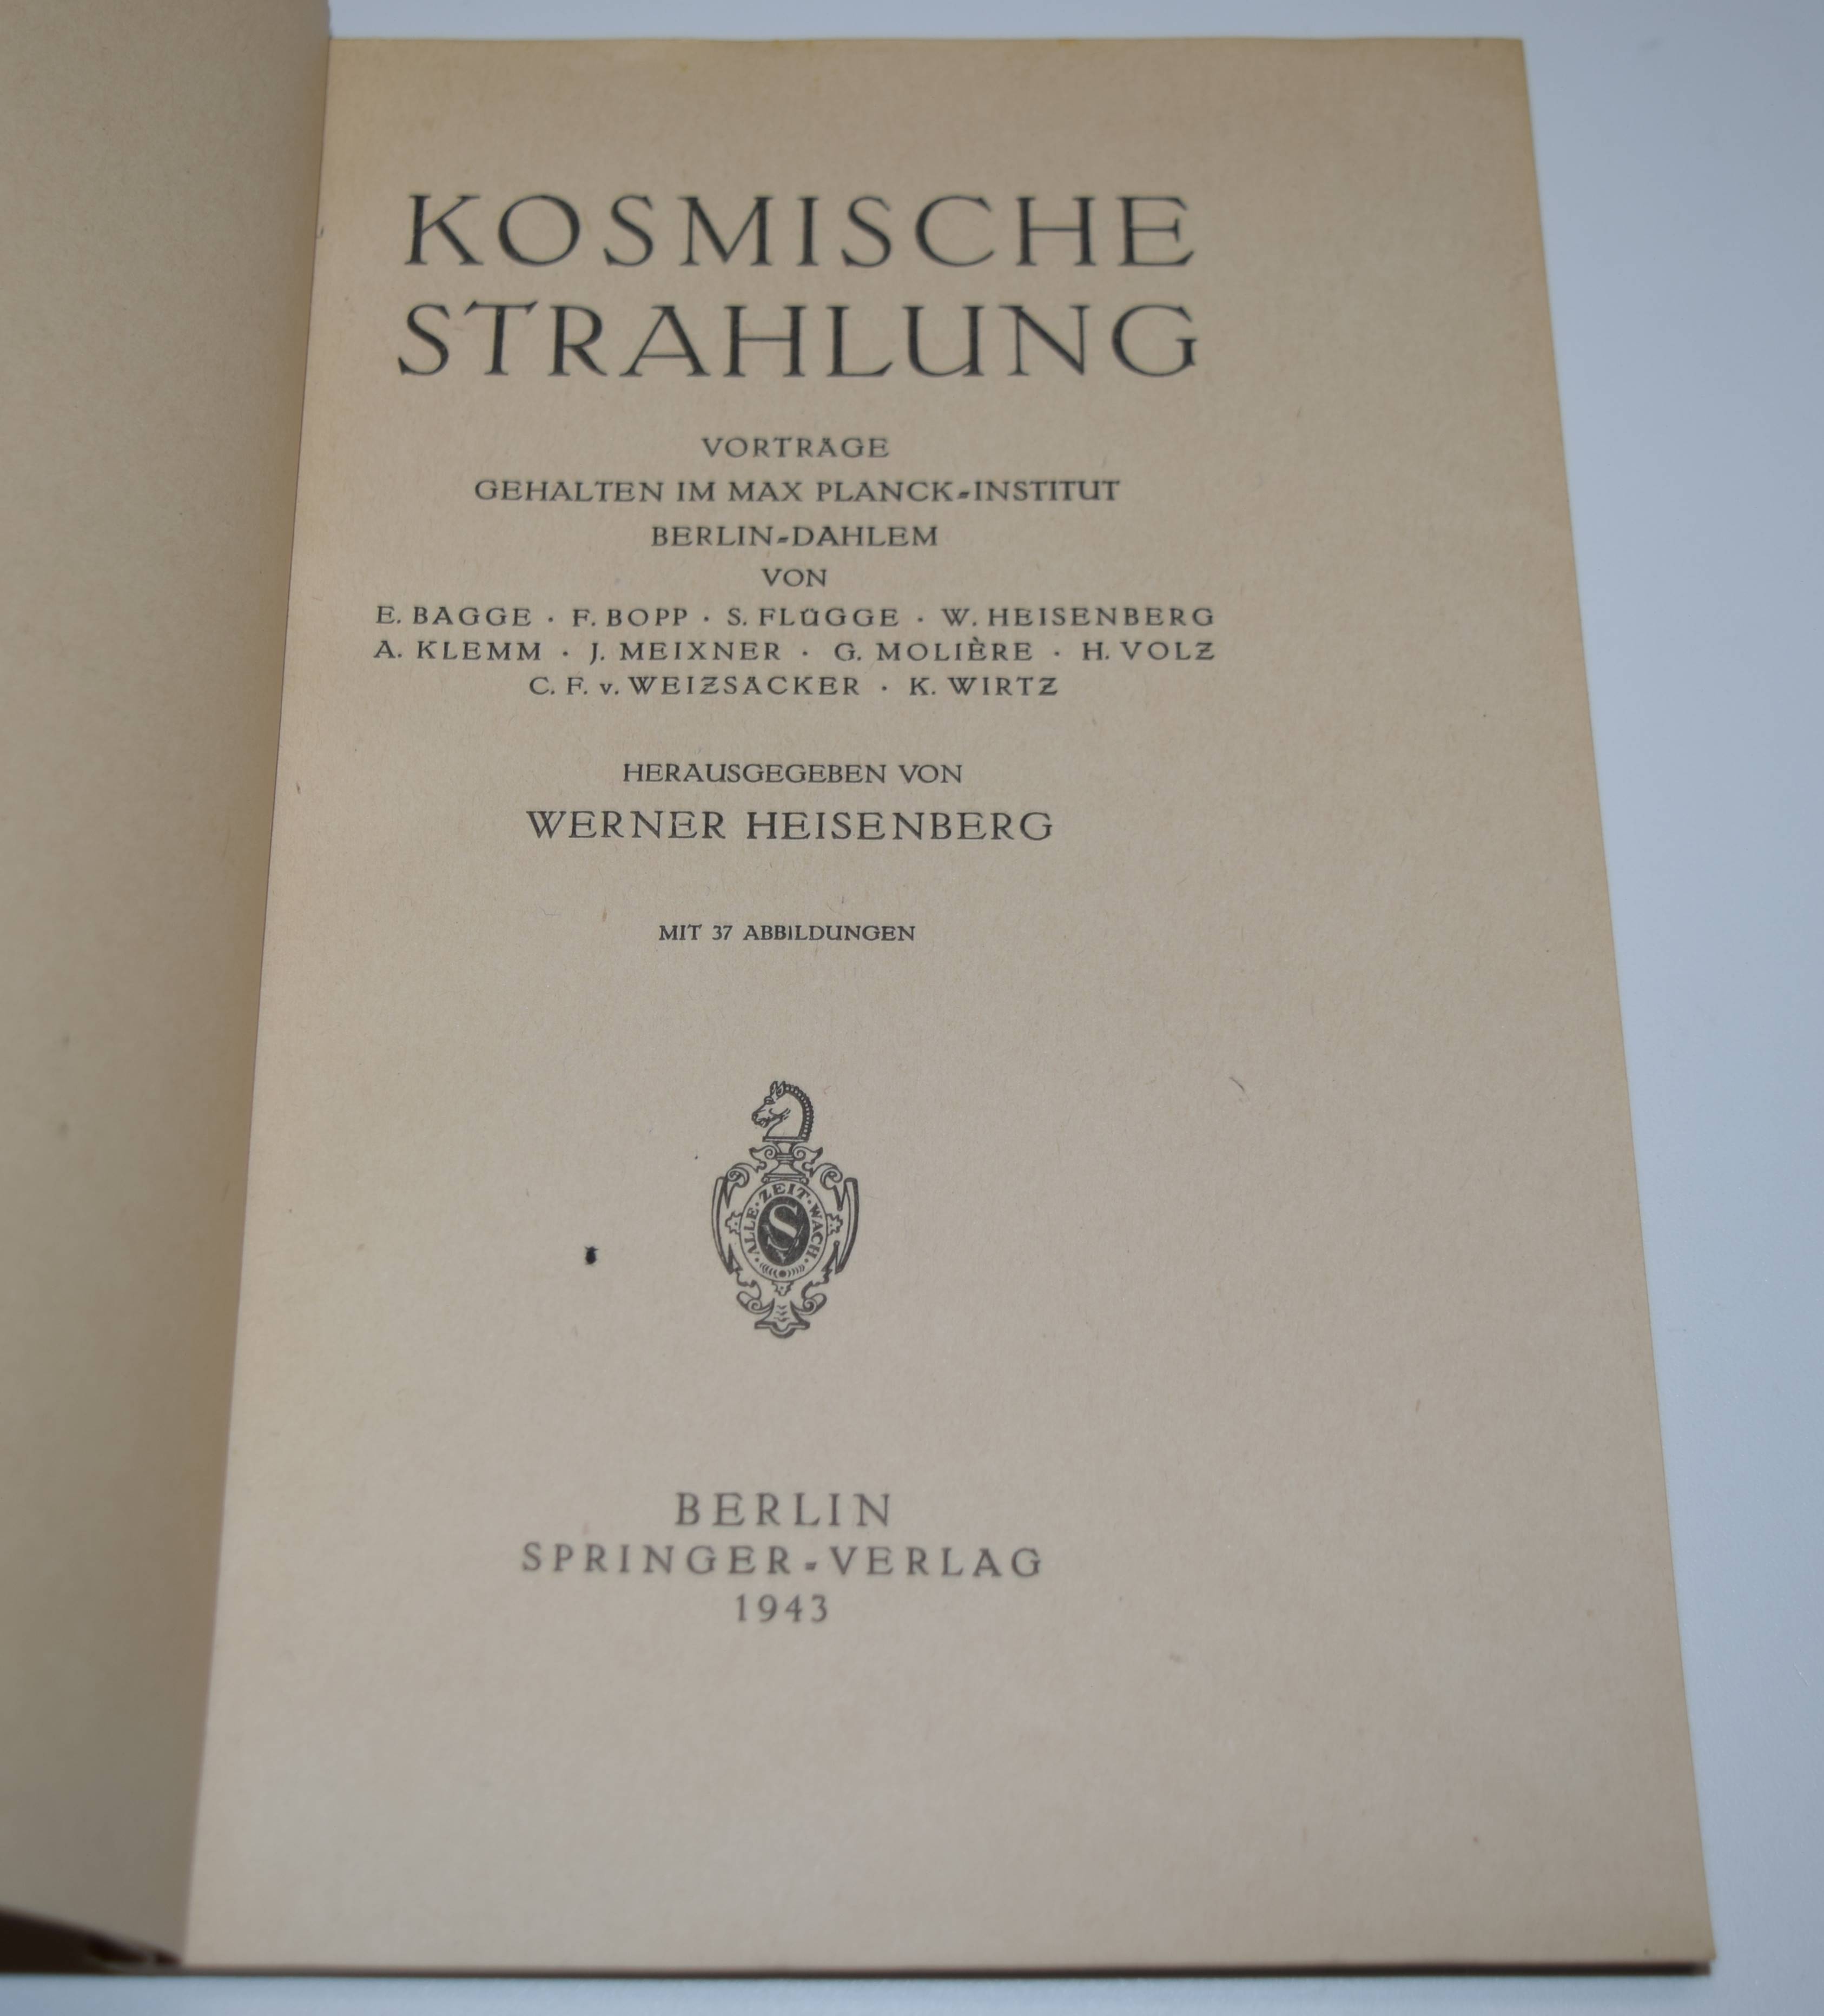 KOSMISCHE
STRAHLUNG
VORTRÄGE
GEHALTEN IM MAX PLANCK-INSTITUT
BERLIN-DAHLEM
VON
E. BAGGE · F. BOPP · S. FLÜGGE · W. HEISENBERG
A. KLEMM · J. MEIXNER · G. MOLIÈRE · H. VOLZ
C. F. v. WEIZSÄCKER · K. WIRTZ
HERAUSGEGEBEN VON
WERNER HEISENBERG
MIT 37 ABBILDUNGEN
ALLE · ZEIT · WACH
S
BERLIN
SPRINGER-VERLAG
1943